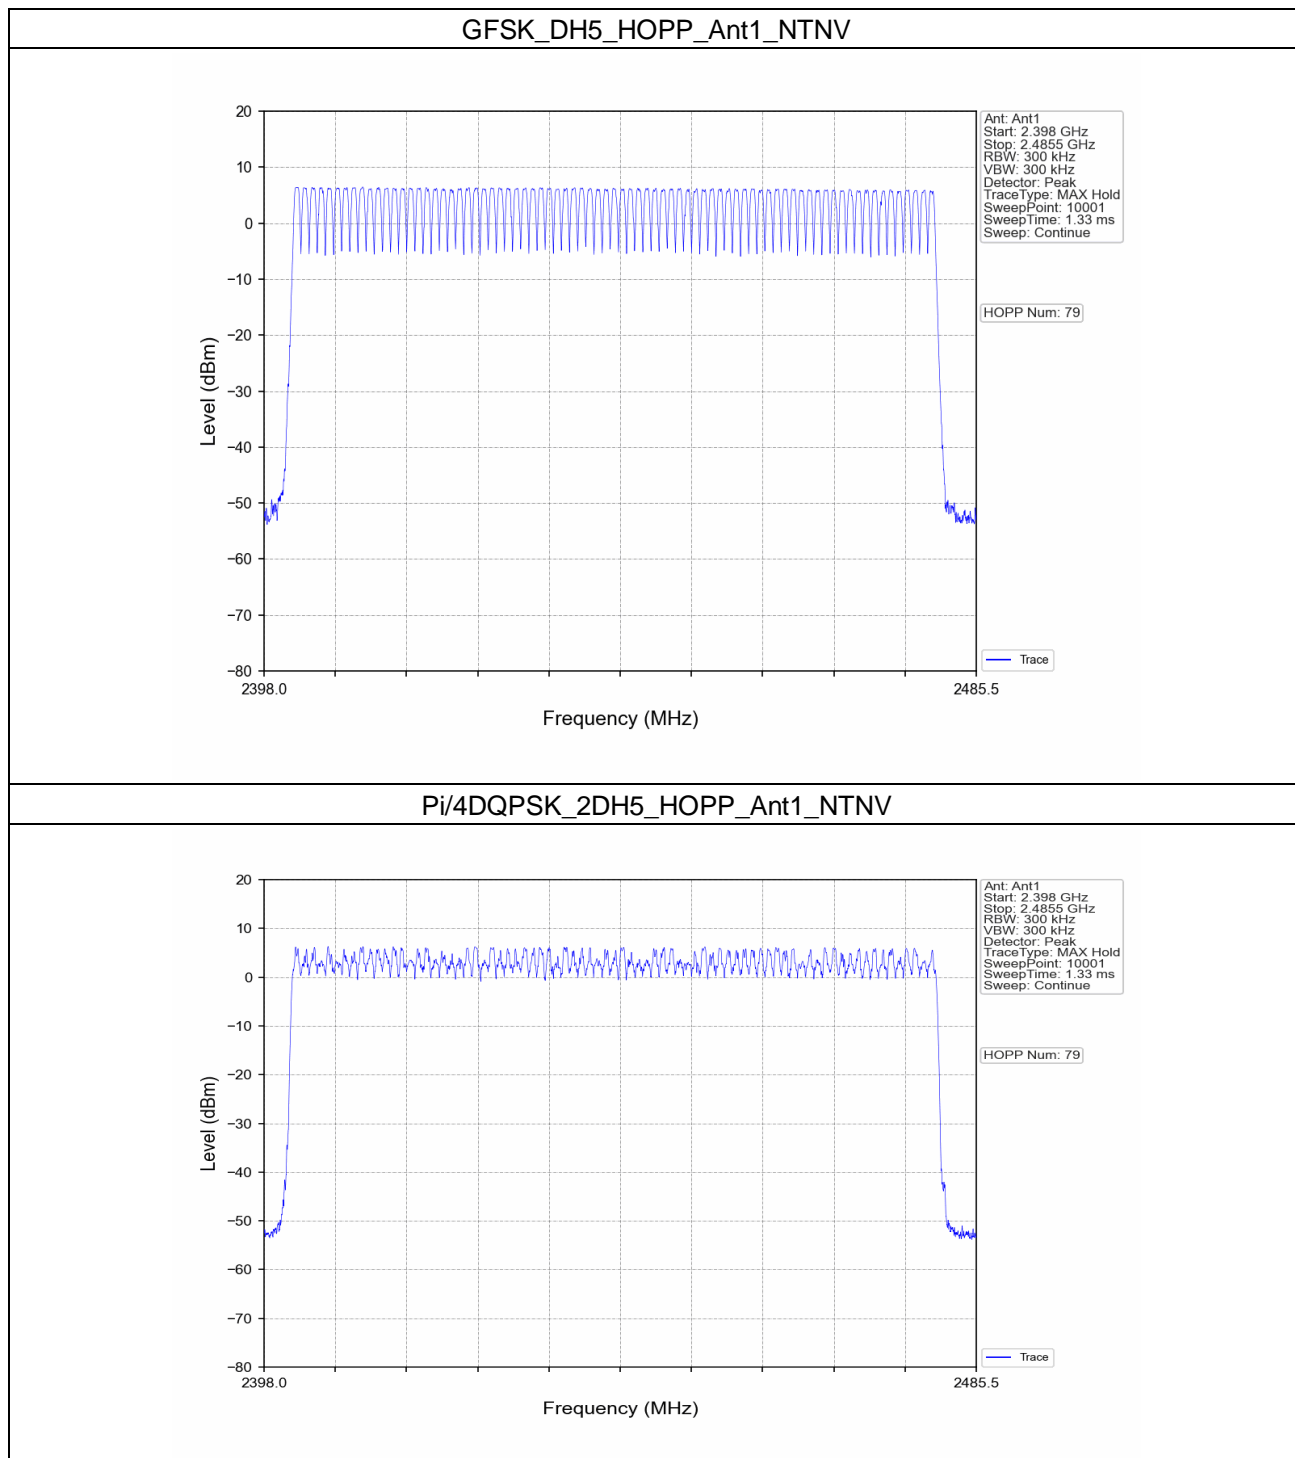 GFSK_DH5_HOPP_Ant1_NTNV
20
10
0
−10
−20
−30
−40
−50
−60
−70
−80
Level (dBm)
2398.0
2485.5
Frequency (MHz)
Ant: Ant1
Start: 2.398 GHz
Stop: 2.4855 GHz
RBW: 300 kHz
VBW: 300 kHz
Detector: Peak
TraceType: MAX Hold
SweepPoint: 10001
SweepTime: 1.33 ms
Sweep: Continue
HOPP Num: 79
Trace
Pi/4DQPSK_2DH5_HOPP_Ant1_NTNV
20
10
0
−10
−20
−30
−40
−50
−60
−70
−80
Level (dBm)
2398.0
2485.5
Frequency (MHz)
Ant: Ant1
Start: 2.398 GHz
Stop: 2.4855 GHz
RBW: 300 kHz
VBW: 300 kHz
Detector: Peak
TraceType: MAX Hold
SweepPoint: 10001
SweepTime: 1.33 ms
Sweep: Continue
HOPP Num: 79
Trace